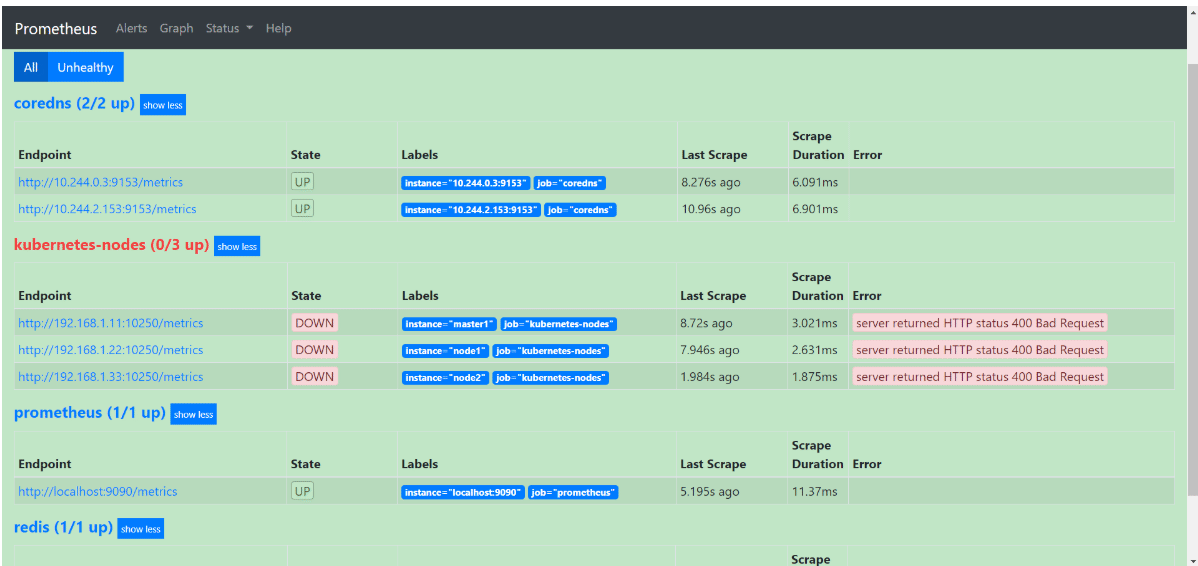 Prometheus Alerts Graph Status Help
All Unhealthy
coredns (2/2 up) show less
Endpoint State Labels Last Scrape Scrape Duration Error
http://10.244.0.3:9153/metrics UP instance="10.244.0.3:9153" job="coredns" 8.276s ago 6.091ms
http://10.244.2.153:9153/metrics UP instance="10.244.2.153:9153" job="coredns" 10.96s ago 6.901ms
kubernetes-nodes (0/3 up) show less
Endpoint State Labels Last Scrape Scrape Duration Error
http://192.168.1.11:10250/metrics DOWN instance="master1" job="kubernetes-nodes" 8.72s ago 3.021ms server returned HTTP status 400 Bad Request
http://192.168.1.22:10250/metrics DOWN instance="node1" job="kubernetes-nodes" 7.946s ago 2.631ms server returned HTTP status 400 Bad Request
http://192.168.1.33:10250/metrics DOWN instance="node2" job="kubernetes-nodes" 1.984s ago 1.875ms server returned HTTP status 400 Bad Request
prometheus (1/1 up) show less
Endpoint State Labels Last Scrape Scrape Duration Error
http://localhost:9090/metrics UP instance="localhost:9090" job="prometheus" 5.195s ago 11.37ms
redis (1/1 up) show less
Scrape